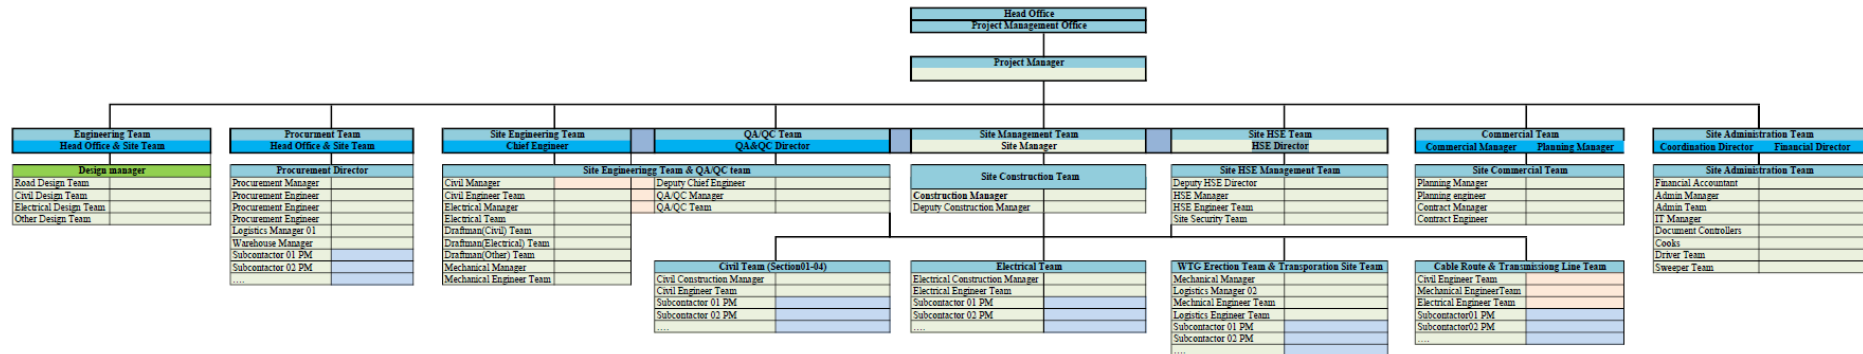 Head Office
Project Management Office
Project Manager
Engineering Team
Head Office & Site Team
Design manager
Road Design Team
Civil Design Team
Electrical Design Team
Other Design Team
Procurment Team
Head Office & Site Team
Procurement Director
Procurement Manager
Procurement Engineer
Procurement Engineer
Procurement Engineer
Logistics Manager 01
Warehouse Manager
Subcontactor 01 PM
Subcontactor 02 PM
....
Site Engineering Team
Chief Engineer
QA/QC Team
QA&QC Director
Site Engineeringg Team & QA/QC team
Civil Manager
Civil Engineer Team
Electrical Manager
Electrical Team
Draftman(Civil) Team
Draftman(Electrical) Team
Draftman(Other) Team
Mechanical Manager
Mechanical Engineer Team
Deputy Chief Engineer
QA/QC Manager
QA/QC Team
Site Management Team
Site Manager
Site Construction Team
Construction Manager
Deputy Construction Manager
Site HSE Team
HSE Director
Site HSE Management Team
Deputy HSE Director
HSE Manager
HSE Engineer Team
Site Security Team
Commercial Team
Commercial Manager Planning Manager
Site Commercial Team
Planning Manager
Planning engineer
Contract Manager
Contract Engineer
Site Administration Team
Coordination Director Financial Director
Site Administration Team
Financial Accountant
Admin Manager
Admin Team
IT Manager
Document Controllers
Cooks
Driver Team
Sweeper Team
Civil Team (Section01-04)
Civil Construction Manager
Civil Engineer Team
Subcontactor 01 PM
Subcontactor 02 PM
....
Electrical Team
Electrical Construction Manager
Electrical Engineer Team
Subcontactor 01 PM
Subcontactor 02 PM
....
WTG Erection Team & Transporation Site Team
Mechanical Manager
Logistics Manager 02
Mechnical Engineer Team
Logistics Engineer Team
Subcontactor 01 PM
Subcontactor 02 PM
....
Cable Route & Transmissiong Line Team
Civil Engineer Team
Mechanical EngineerTeam
Electrical Engineer Team
Subcontactor01 PM
Subcontactor02 PM
....